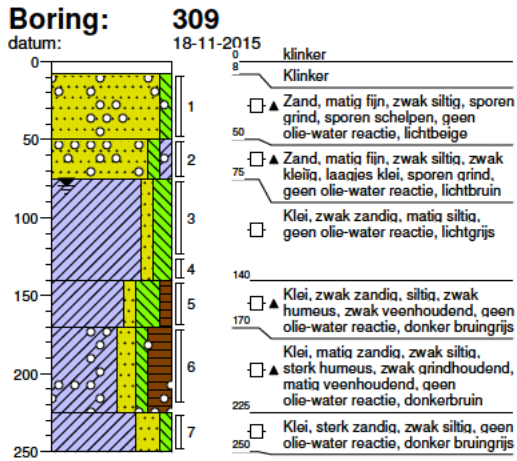 Boring: 309
datum: 18-11-2015
0
50
100
150
200
250
1
2
3
4
5
6
7
0 klinker
8
Klinker
Zand, matig fijn, zwak siltig, sporen
grind, sporen schelpen, geen
olie-water reactie, lichtbeige
50
Zand, matig fijn, zwak siltig, zwak
kleiïg, laagjes klei, sporen grind,
geen olie-water reactie, lichtbruin
75
Klei, zwak zandig, matig siltig,
geen olie-water reactie, lichtgrijs
140
Klei, zwak zandig, siltig, zwak
humeus, zwak veenhoudend, geen
olie-water reactie, donker bruingrijs
170
Klei, matig zandig, zwak siltig,
sterk humeus, zwak grindhoudend,
matig veenhoudend, geen
olie-water reactie, donkerbruin
225
Klei, sterk zandig, zwak siltig, geen
olie-water reactie, donker bruingrijs
250